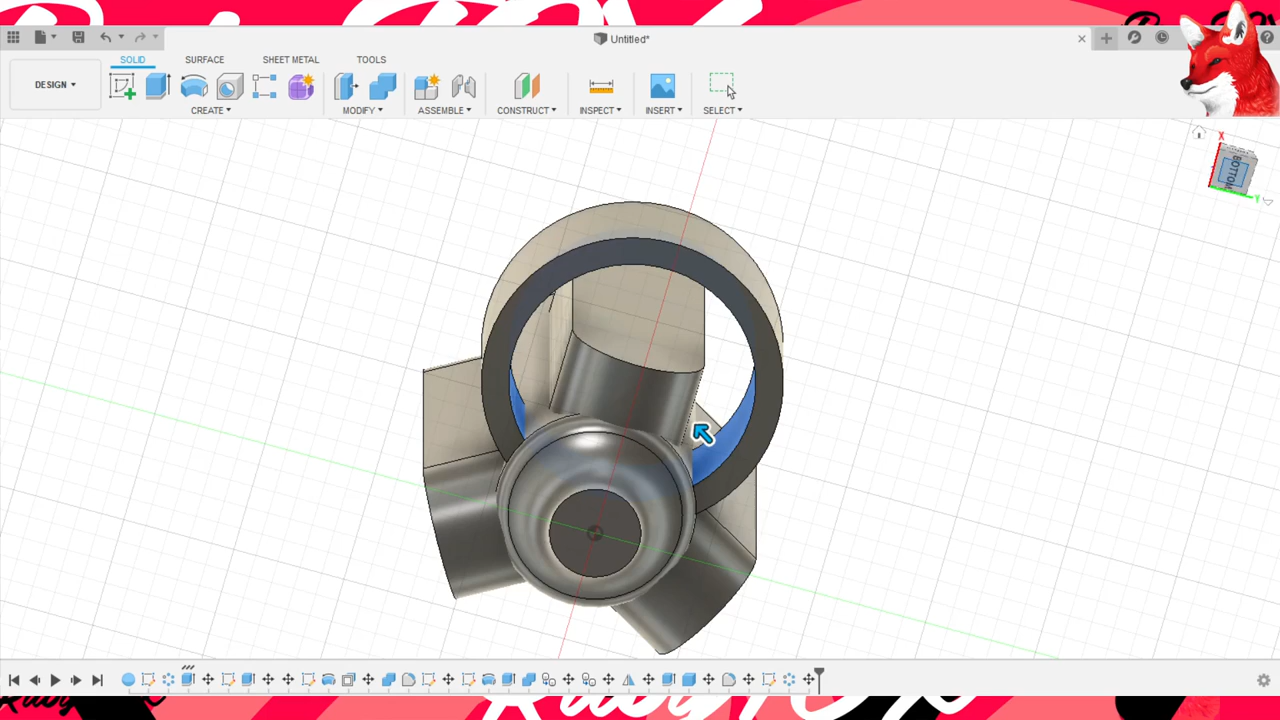 Untitled*
SOLID
SURFACE
SHEET METAL
TOOLS
DESIGN
CREATE
MODIFY
ASSEMBLE
CONSTRUCT
INSPECT
INSERT
SELECT
X
BOTTOM
Y